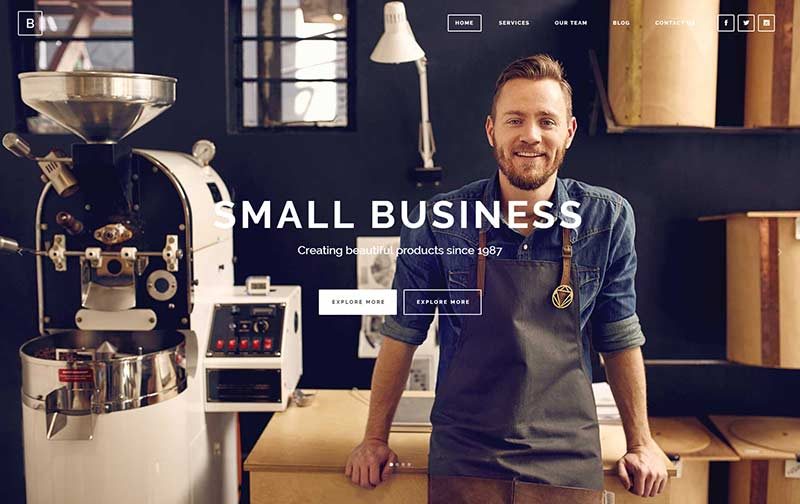 B
HOME SERVICES OUR TEAM BLOG CONTACT US
SMALL BUSINESS
Creating beautiful products since 1987
EXPLORE MORE EXPLORE MORE